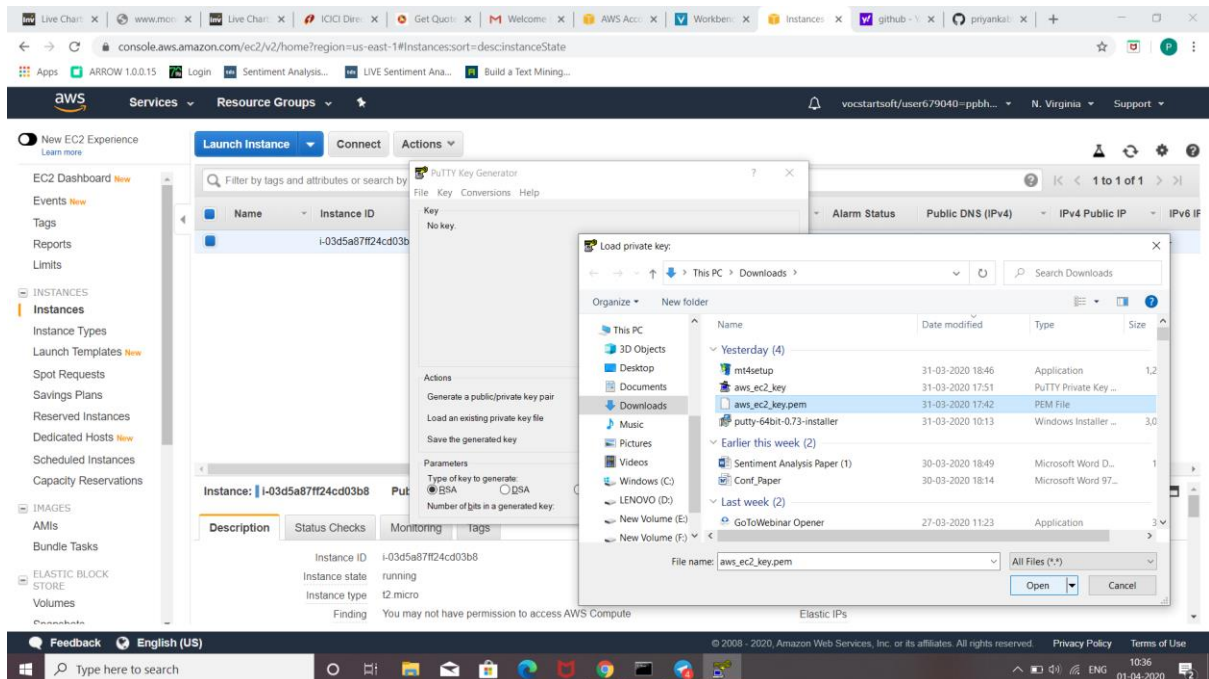 Live Chart
www.mon
Live Chart
ICICI Direc
Get Quote
Welcome
AWS Acco
Workbenc
Instances
github - Y
priyankab
console.aws.amazon.com/ec2/v2/home?region=us-east-1#Instances:sort=desc:instanceState
Apps ARROW 1.0.0.15 Login Sentiment Analysis... LIVE Sentiment Ana... Build a Text Mining...
aws Services Resource Groups vocstartsoft/user679040=ppbh... N. Virginia Support
New EC2 Experience
Learn more
EC2 Dashboard New
Events New
Tags
Reports
Limits
INSTANCES
Instances
Instance Types
Launch Templates New
Spot Requests
Savings Plans
Reserved Instances
Dedicated Hosts New
Scheduled Instances
Capacity Reservations
IMAGES
AMIs
Bundle Tasks
ELASTIC BLOCK
STORE
Volumes
Launch Instance Connect Actions
Filter by tags and attributes or search by
1 to 1 of 1
Name Instance ID Alarm Status Public DNS (IPv4) IPv4 Public IP IPv6 IP
i-03d5a87ff24cd03b
PuTTY Key Generator ?
File Key Conversions Help
Key
No key.
Actions
Generate a public/private key pair
Load an existing private key file
Save the generated key
Parameters
Type of key to generate:
RSA DSA
Number of bits in a generated key:
Load private key:
This PC > Downloads >
Search Downloads
Organize New folder
This PC
3D Objects
Desktop
Documents
Downloads
Music
Pictures
Videos
Windows (C:)
LENOVO (D:)
New Volume (E:)
New Volume (F:)
Name Date modified Type Size
Yesterday (4)
mt4setup 31-03-2020 18:46 Application 1,2
aws_ec2_key 31-03-2020 17:51 PuTTY Private Key ...
aws_ec2_key.pem 31-03-2020 17:42 PEM File
putty-64bit-0.73-installer 31-03-2020 10:13 Windows Installer ... 3,0
Earlier this week (2)
Sentiment Analysis Paper (1) 30-03-2020 18:49 Microsoft Word D... 1
Conf_Paper 30-03-2020 18:14 Microsoft Word 97...
Last week (2)
GoToWebinar Opener 27-03-2020 11:23 Application 3
File name: aws_ec2_key.pem All Files (*.*)
Open Cancel
Instance: i-03d5a87ff24cd03b8 Pub
Description Status Checks Monitoring Tags
Instance ID i-03d5a87ff24cd03b8
Instance state running
Instance type t2.micro
Finding You may not have permission to access AWS Compute
Elastic IPs
Feedback English (US) © 2008 - 2020, Amazon Web Services, Inc. or its affiliates. All rights reserved. Privacy Policy Terms of Use
Type here to search
ENG
10:36
01-04-2020